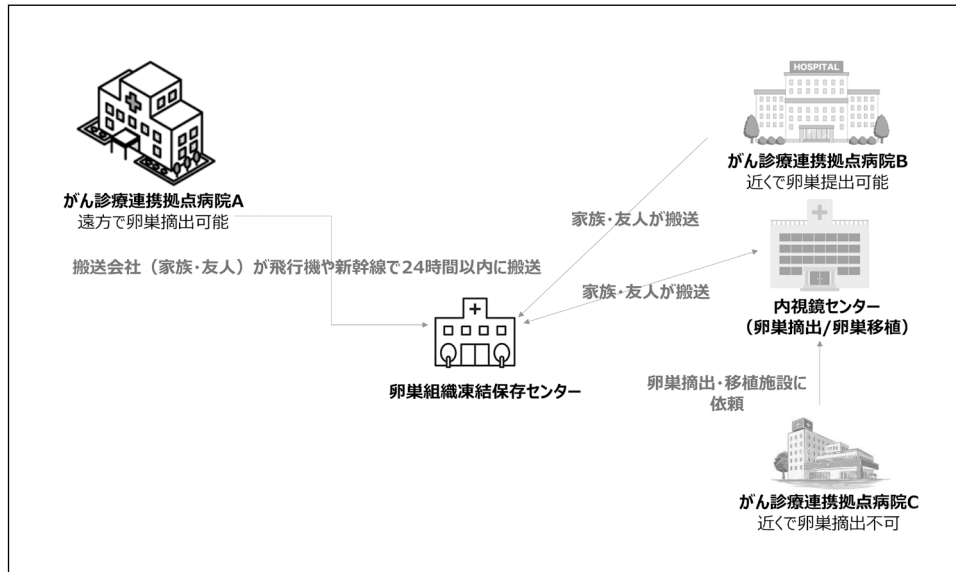 がん診療連携拠点病院A
遠方で卵巣摘出可能
搬送会社（家族・友人）が飛行機や新幹線で24時間以内に搬送
卵巣組織凍結保存センター
HOSPITAL
がん診療連携拠点病院B
近くで卵巣提出可能
家族・友人が搬送
家族・友人が搬送
内視鏡センター
（卵巣摘出/卵巣移植）
卵巣摘出・移植施設に
依頼
がん診療連携拠点病院C
近くで卵巣摘出不可